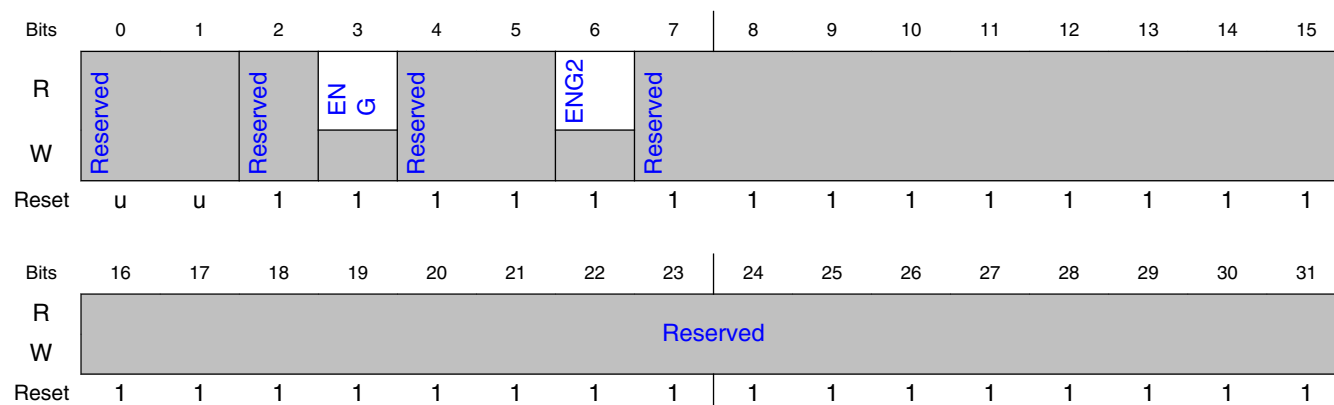 Bits 0 1 2 3 4 5 6 7 8 9 10 11 12 13 14 15
R
W
Reserved Reserved EN G Reserved ENG2 Reserved
Reset u u 1 1 1 1 1 1 1 1 1 1 1 1 1 1
Bits 16 17 18 19 20 21 22 23 24 25 26 27 28 29 30 31
R
Reserved
W
Reset 1 1 1 1 1 1 1 1 1 1 1 1 1 1 1 1